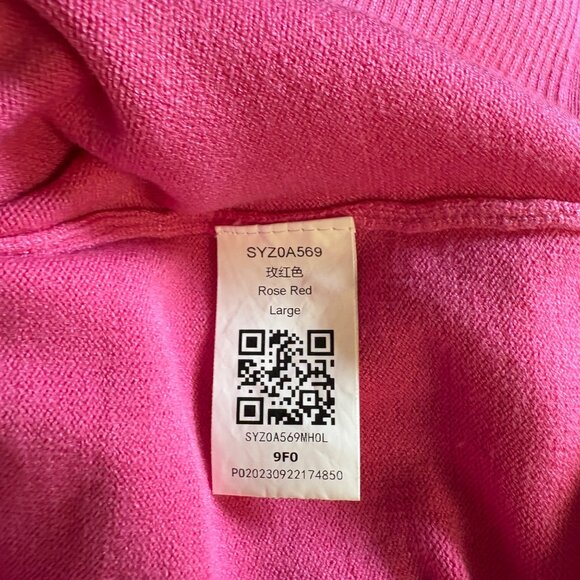 SYZ0A569
玫红色
Rose Red
Large
SYZ0A569MH0L
9F0
P020230922174850